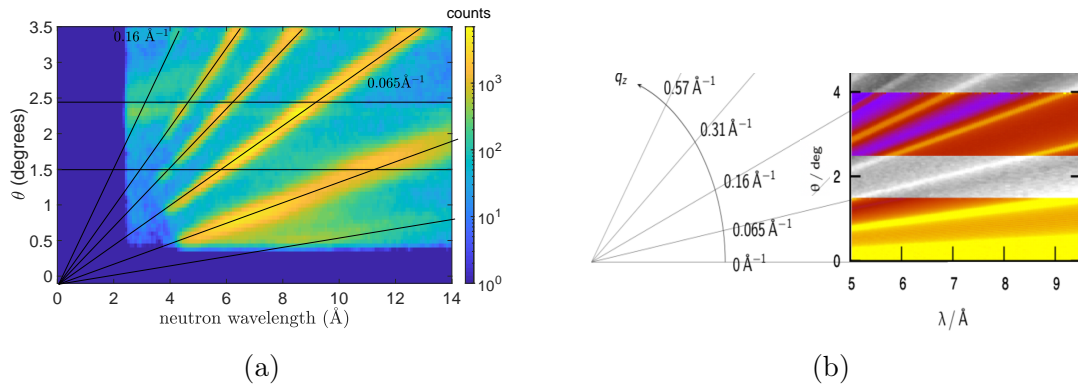 counts
3.5
3
2.5
2
1.5
1
0.5
0
θ (degrees)
0.16 Å⁻¹
0.065Å⁻¹
0
2
4
6
8
10
12
14
neutron wavelength (Å)
10³
10²
10¹
10⁰
(a)
q_z
0.57 Å⁻¹
0.31 Å⁻¹
0.16 Å⁻¹
0.065 Å⁻¹
0 Å⁻¹
4
2
0
θ / deg
5
6
7
8
9
λ/Å
(b)